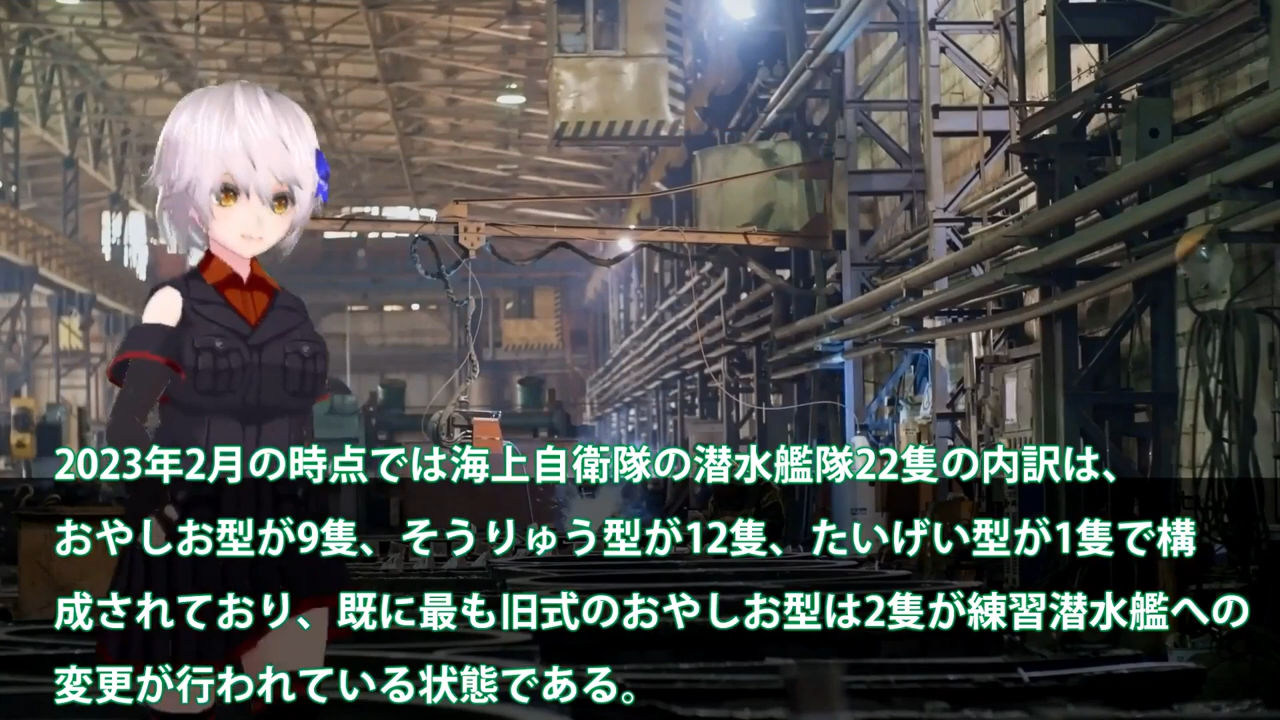 2023年2月の時点では海上自衛隊の潜水艦隊22隻の内訳は、
おやしお型が9隻、そうりゅう型が12隻、たいげい型が1隻で構
成されており、既に最も旧式のおやしお型は2隻が練習潜水艦への
変更が行われている状態である。